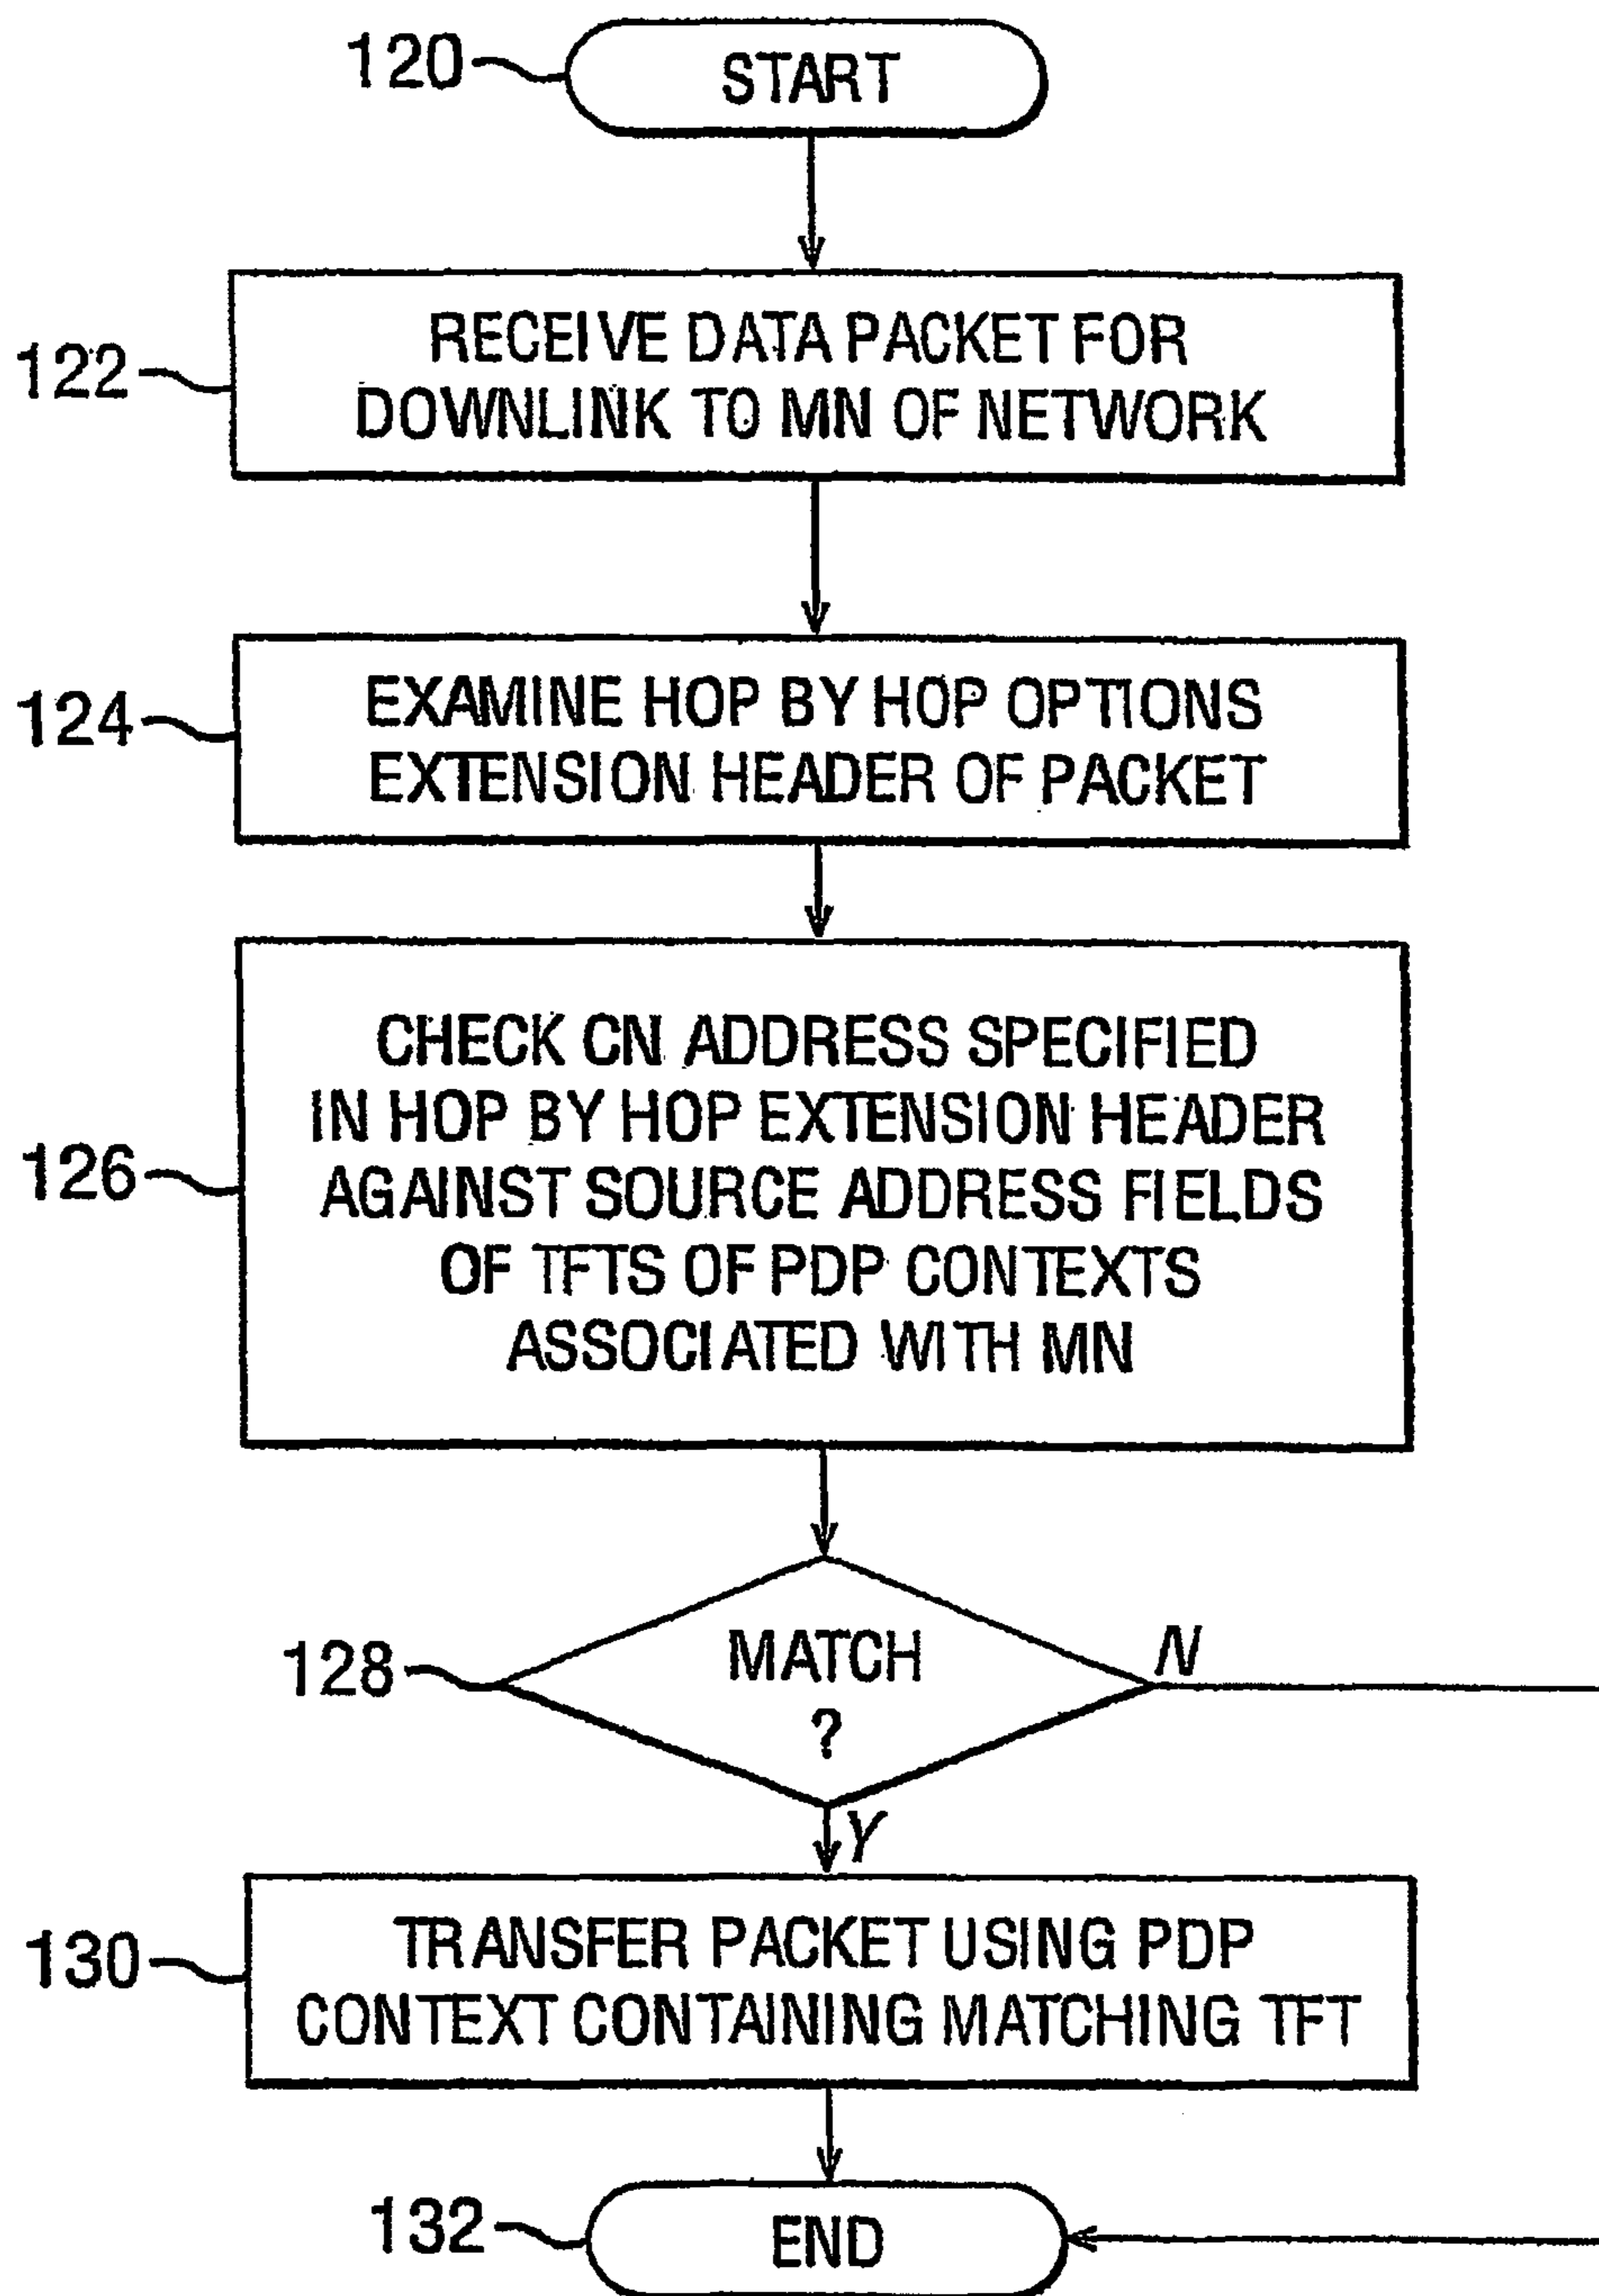 120
START
122
RECEIVE DATA PACKET FOR
DOWNLINK TO MN OF NETWORK
124
EXAMINE HOP BY HOP OPTIONS
EXTENSION HEADER OF PACKET
126
CHECK CN ADDRESS SPECIFIED
IN HOP BY HOP EXTENSION HEADER
AGAINST SOURCE ADDRESS FIELDS
OF TFTS OF PDP CONTEXTS
ASSOCIATED WITH MN
128
MATCH
?
N
Y
130
TRANSFER PACKET USING PDP
CONTEXT CONTAINING MATCHING TFT
132
END